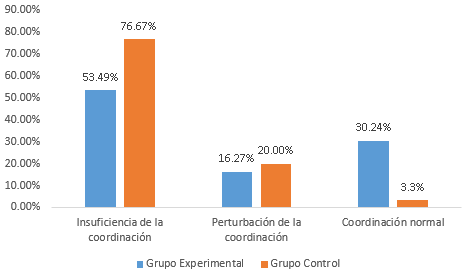 90.00%
80.00%
70.00%
60.00%
50.00%
40.00%
30.00%
20.00%
10.00%
0.00%
53.49%
76.67%
16.27%
20.00%
30.24%
3.3%
Insuficiencia de la
coordinación
Perturbación de la
coordinación
Coordinación normal
Grupo Experimental
Grupo Control